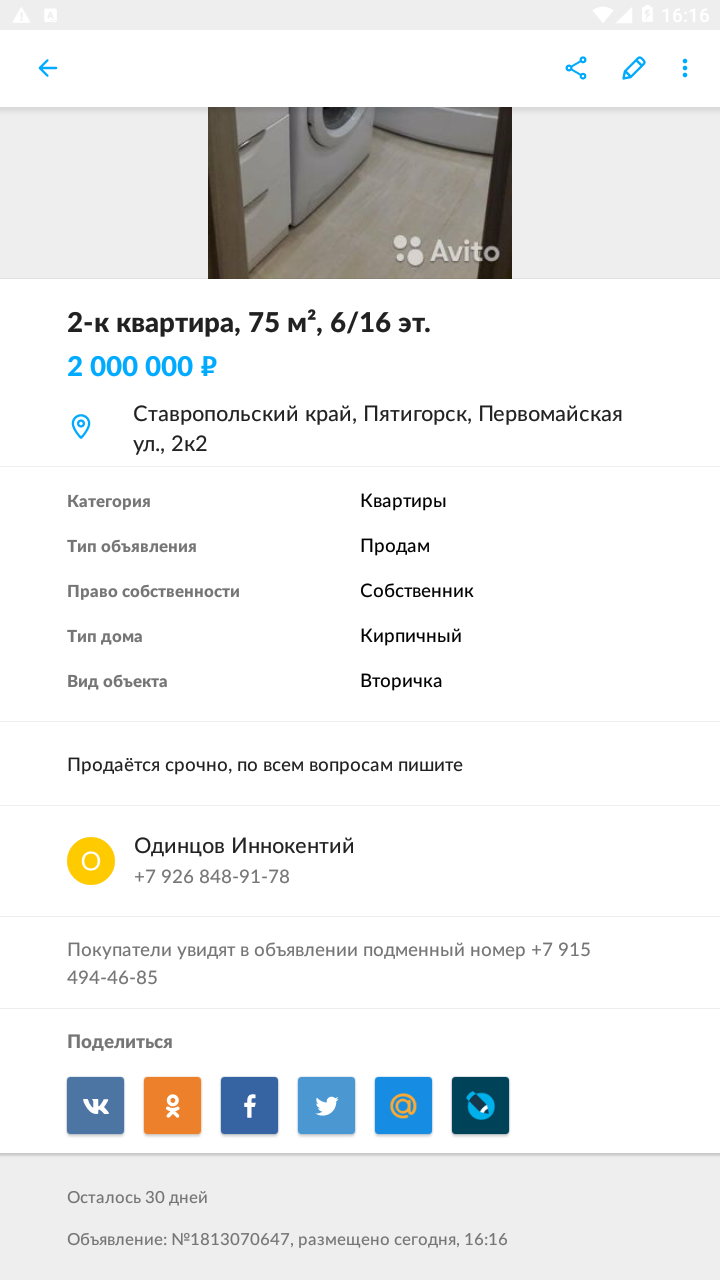 16:16
Avito
2-к квартира, 75 м², 6/16 эт.
2 000 000 ₽
Ставропольский край, Пятигорск, Первомайская
ул., 2к2
Категория Квартиры
Тип объявления Продам
Право собственности Собственник
Тип дома Кирпичный
Вид объекта Вторичка
Продаётся срочно, по всем вопросам пишите
О
Одинцов Иннокентий
+7 926 848-91-78
Покупатели увидят в объявлении подменный номер +7 915
494-46-85
Поделиться
Осталось 30 дней
Объявление: №1813070647, размещено сегодня, 16:16